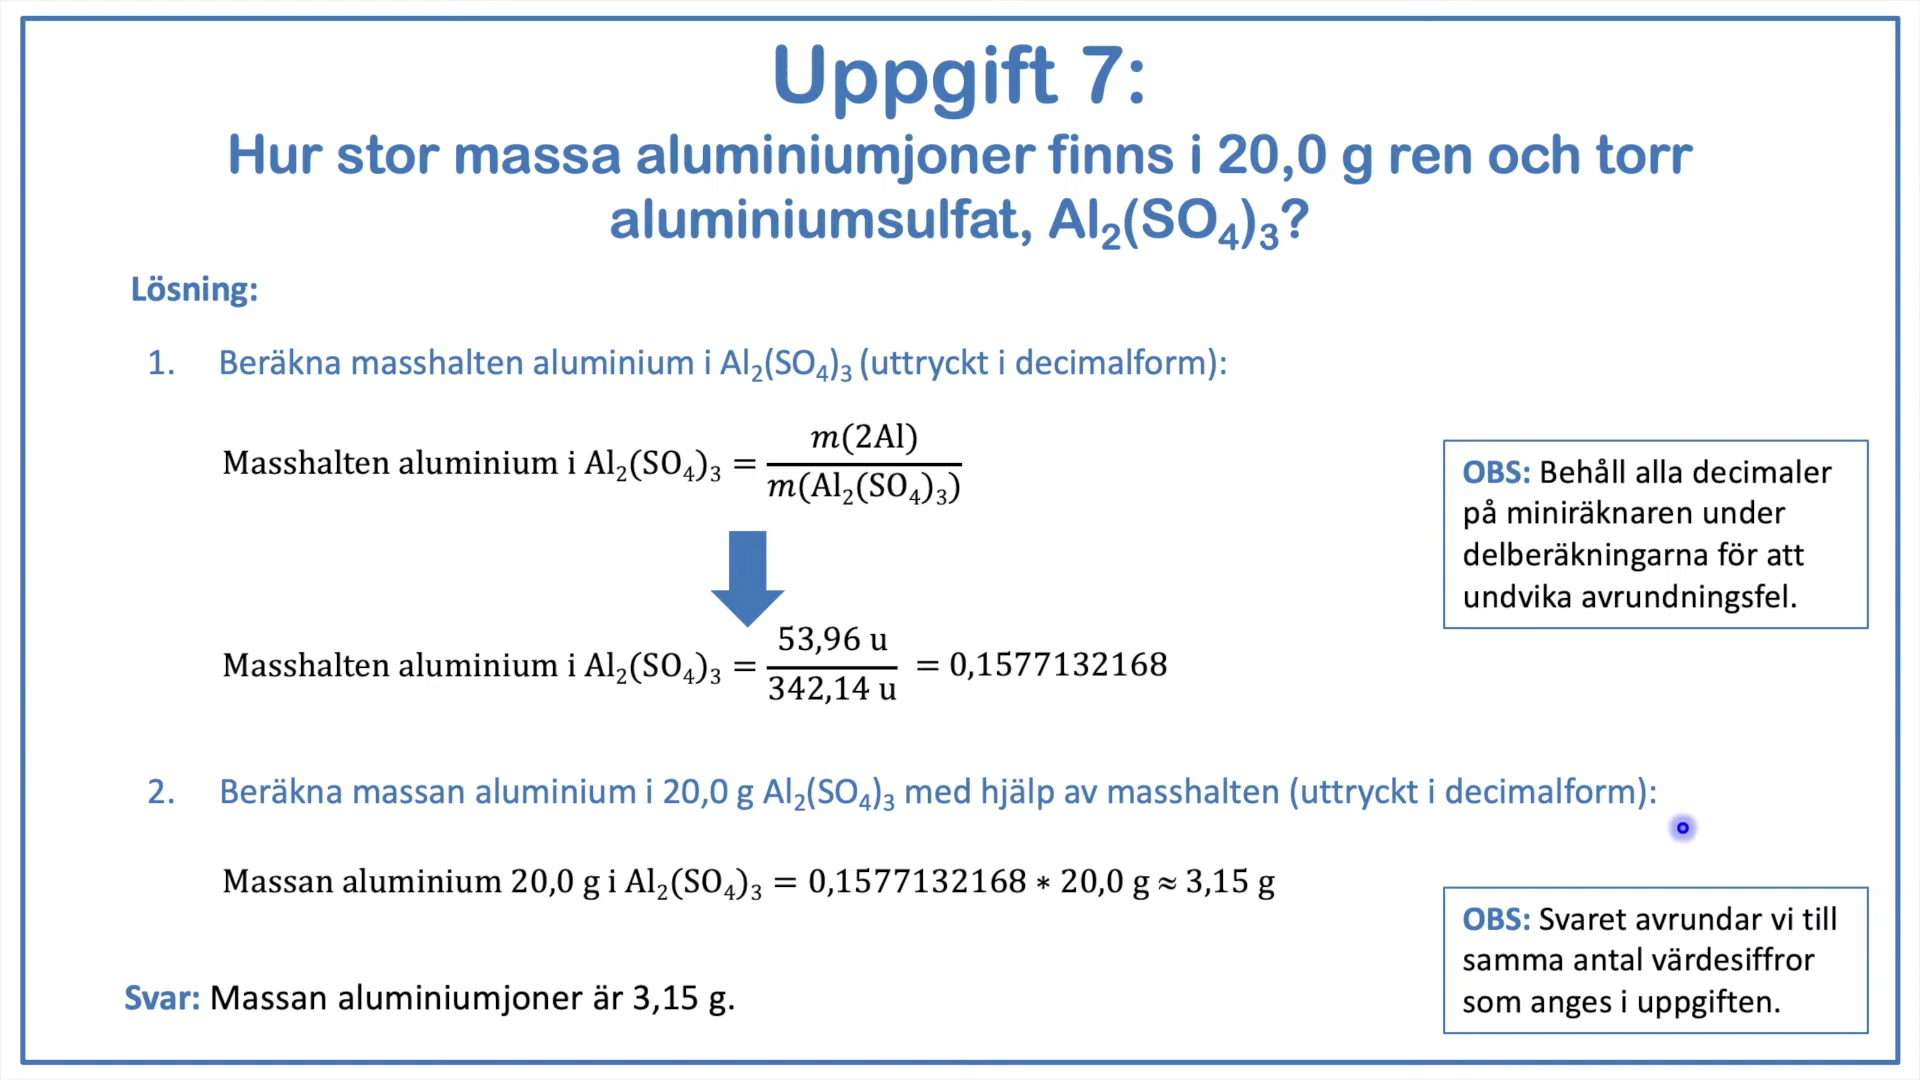 Uppgift 7:
Hur stor massa aluminiumjoner finns i 20,0 g ren och torr
aluminiumsulfat, Al₂(SO₄)₃?
Lösning:
1. Beräkna masshalten aluminium i Al₂(SO₄)₃ (uttryckt i decimalform):
Masshalten aluminium i Al₂(SO₄)₃ = m(2Al) / m(Al₂(SO₄)₃)
OBS: Behåll alla decimaler
på miniräknaren under
delberäkningarna för att
undvika avrundningsfel.
Masshalten aluminium i Al₂(SO₄)₃ = 53,96 u / 342,14 u = 0,1577132168
2. Beräkna massan aluminium i 20,0 g Al₂(SO₄)₃ med hjälp av masshalten (uttryckt i decimalform):
Massan aluminium 20,0 g i Al₂(SO₄)₃ = 0,1577132168 * 20,0 g ≈ 3,15 g
OBS: Svaret avrundar vi till
samma antal värdesiffror
som anges i uppgiften.
Svar: Massan aluminiumjoner är 3,15 g.